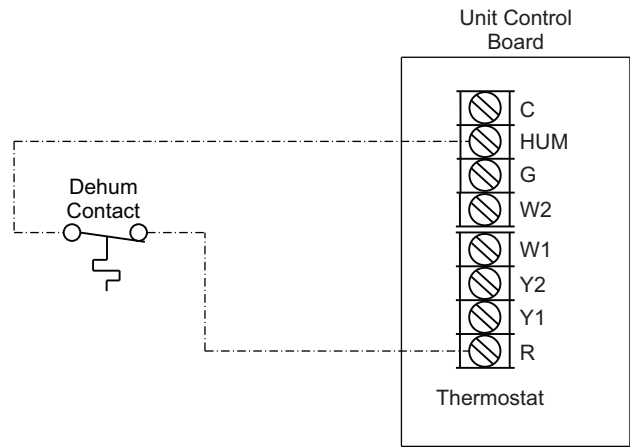 Unit Control
Board
C
HUM
G
W2
W1
Y2
Y1
R
Thermostat
Dehum
Contact